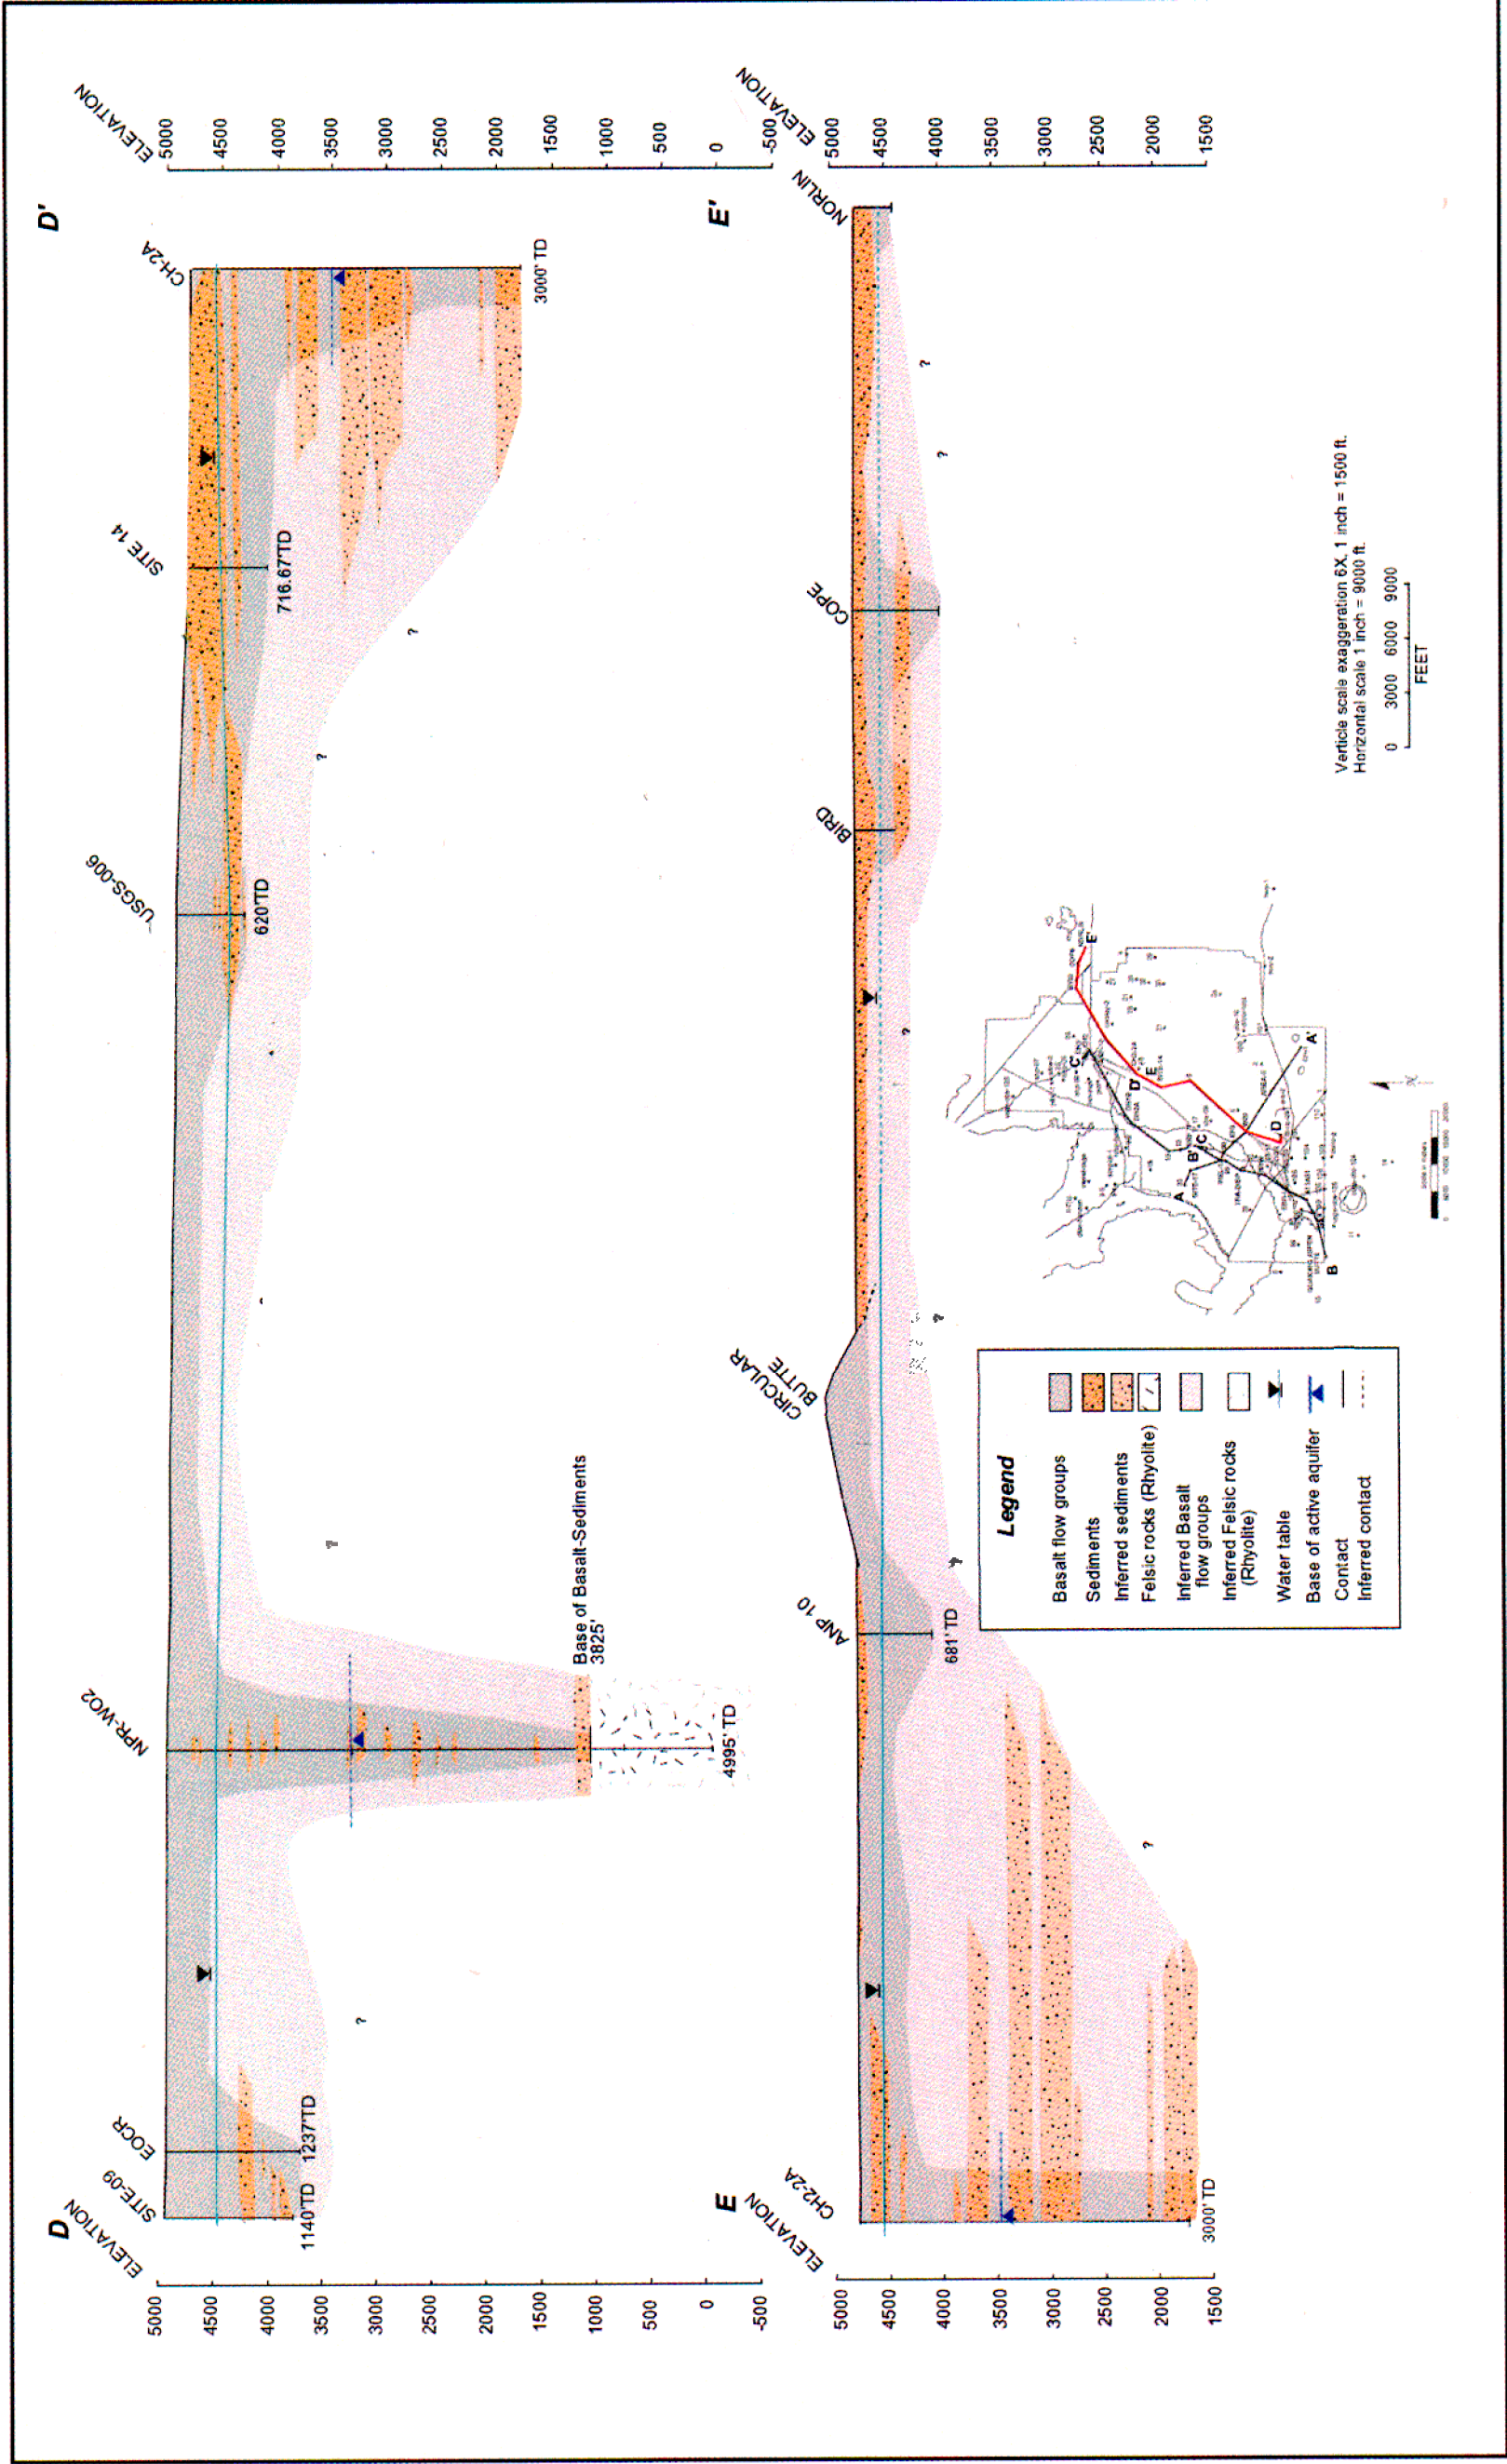 D
D'
ELEVATION
5000
4500
4000
3500
3000
2500
2000
1500
1000
500
0
-500
SITE-09
EOCR
NPR-WO2
USGS-006
SITE 14
CH-2A
ELEVATION
5000
4500
4000
3500
3000
2500
2000
1500
1000
500
0
-500
1140'TD
1237'TD
4995' TD
Base of Basalt-Sediments
3825'
620'TD
716.67'TD
3000' TD
?
?
?
?
E
E'
ELEVATION
5000
4500
4000
3500
3000
2500
2000
1500
CH2-2A
ANP 10
CIRCULAR
BUTTE
BIRD
COPE
NORLIN
ELEVATION
5000
4500
4000
3500
3000
2500
2000
1500
3000' TD
681' TD
?
?
?
?
?
?
Legend
Basalt flow groups
Sediments
Inferred sediments
Felsic rocks (Rhyolite)
Inferred Basalt
flow groups
Inferred Felsic rocks
(Rhyolite)
Water table
Base of active aquifer
Contact
Inferred contact
A
A'
B
B'
C
C'
D
D'
E
E'
Verticle scale exaggeration 6X, 1 inch = 1500 ft.
Horizontal scale 1 inch = 9000 ft.
0 3000 6000 9000
FEET